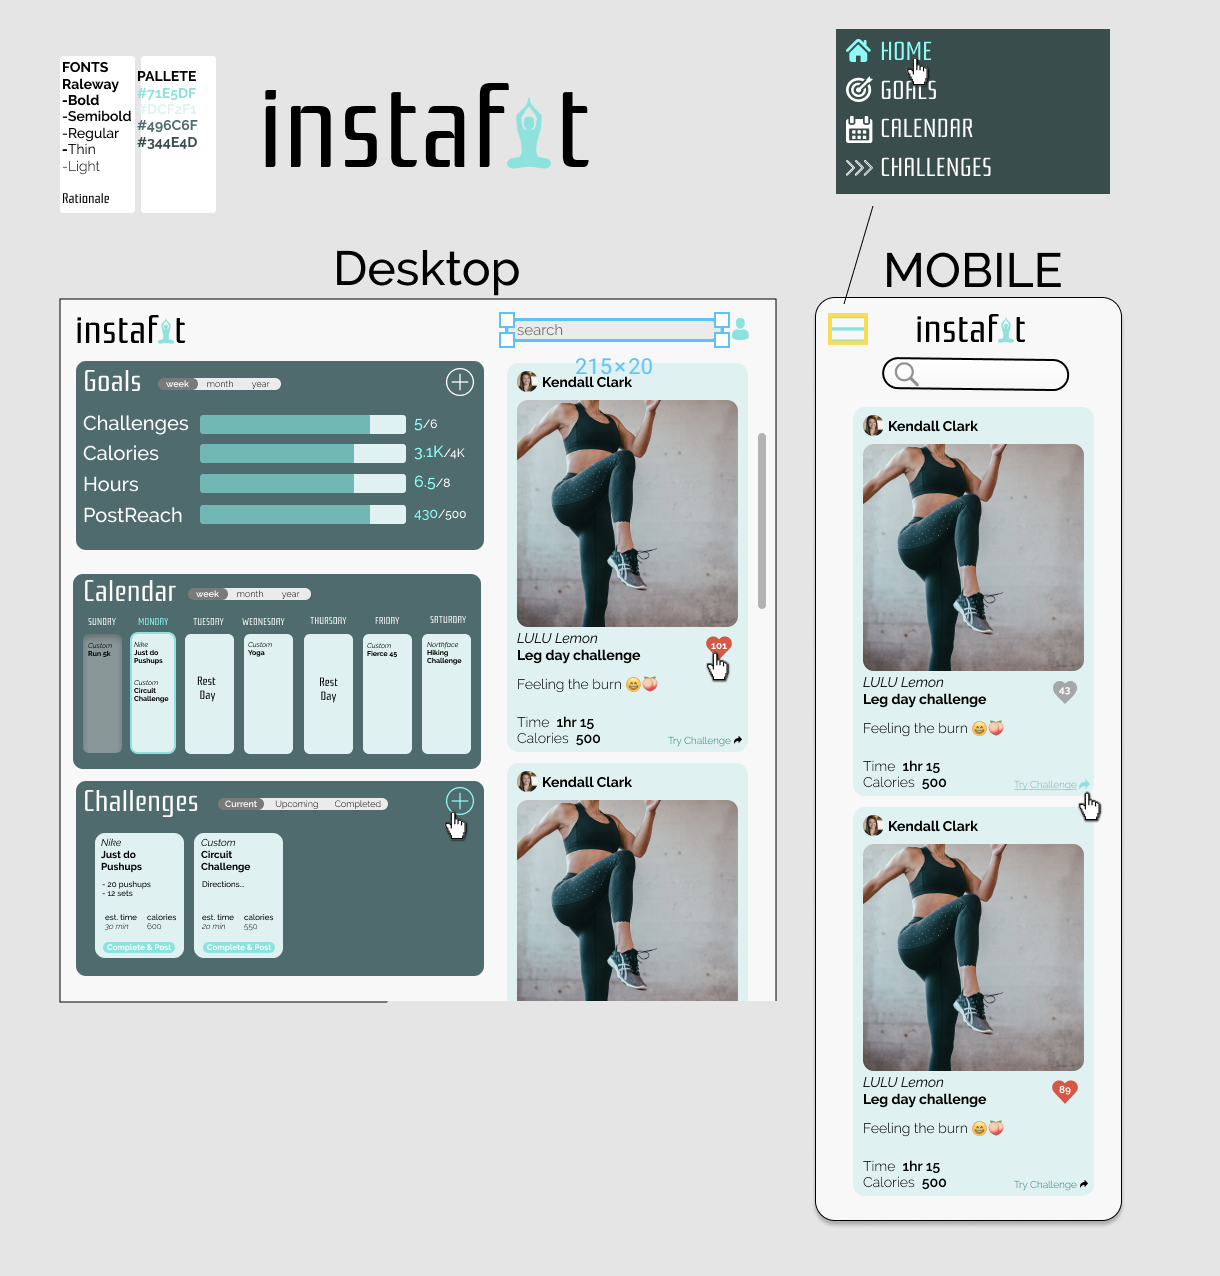 FONTS
Raleway
-Bold
-Semibold
-Regular
-Thin
-Light
Rationale
PALLETE
#71E5DF
#DCF2F1
#496C6F
#344E4D
instafit
HOME
GOALS
CALENDAR
CHALLENGES
Desktop
instafit
search
215×20
Goals
week month year
Challenges 5/6
Calories 3.1K/4K
Hours 6.5/8
PostReach 430/500
Calendar
week month year
SUNDAY MONDAY TUESDAY WEDNESDAY THURSDAY FRIDAY SATURDAY
Custom
Run 5k
Nike
Just do
Pushups
Custom
Circuit
Challenge
Rest
Day
Custom
Yoga
Rest
Day
Custom
Fierce 45
Northface
Hiking
Challenge
Challenges
Current Upcoming Completed
Nike
Just do
Pushups
- 20 pushups
- 12 sets
est. time calories
30 min 600
Complete & Post
Custom
Circuit
Challenge
Directions...
est. time calories
20 min 550
Complete & Post
Kendall Clark
LULU Lemon
Leg day challenge
101
Feeling the burn 😄🍑
Time 1hr 15
Calories 500
Try Challenge
Kendall Clark
MOBILE
instafit
Kendall Clark
LULU Lemon
Leg day challenge
43
Feeling the burn 😄🍑
Time 1hr 15
Calories 500
Try Challenge
Kendall Clark
LULU Lemon
Leg day challenge
89
Feeling the burn 😄🍑
Time 1hr 15
Calories 500
Try Challenge